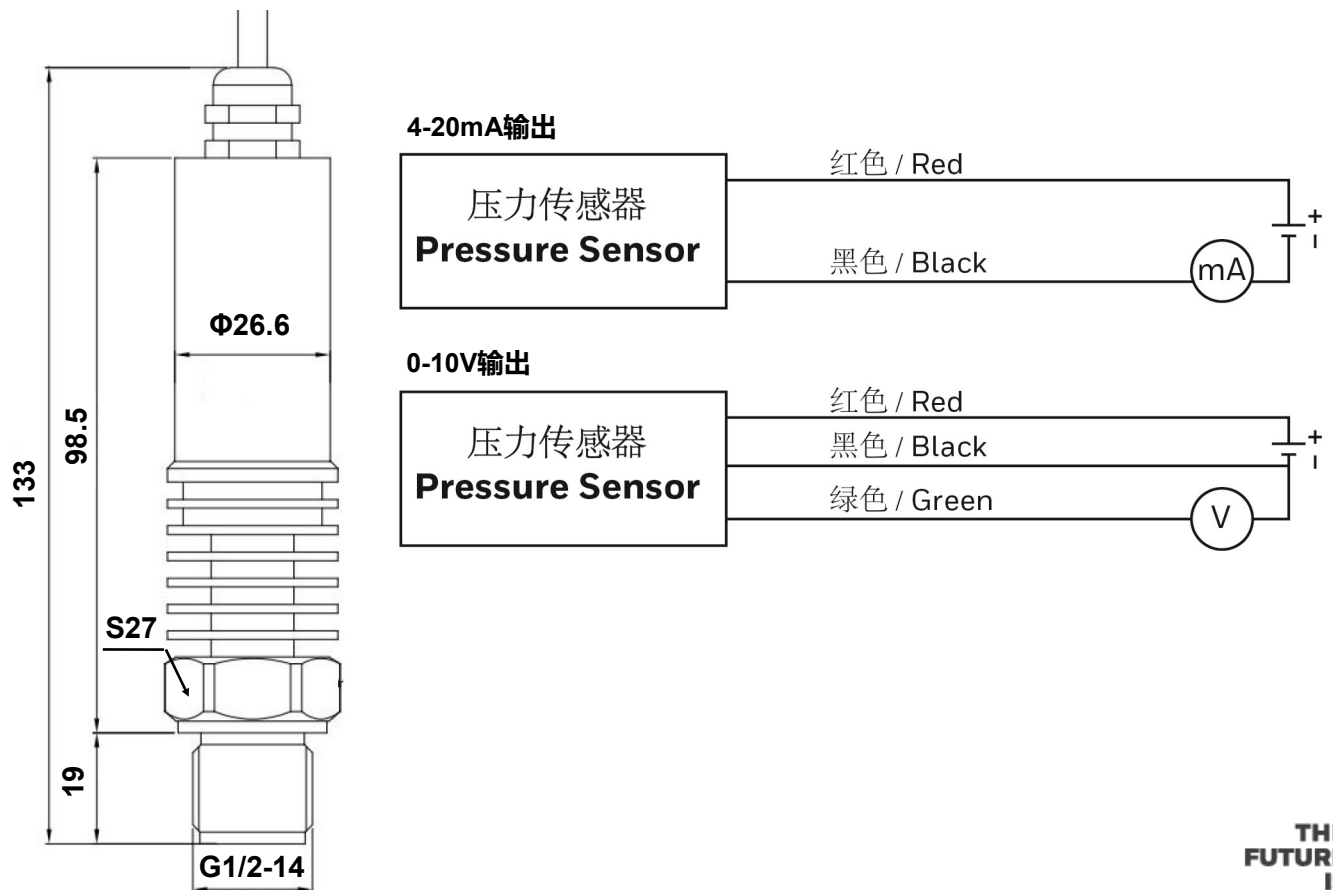 133
98.5
Φ26.6
S27
19
G1/2-14
4-20mA输出
压力传感器
Pressure Sensor
红色 / Red
黑色 / Black
mA
+
−
0-10V输出
压力传感器
Pressure Sensor
红色 / Red
黑色 / Black
绿色 / Green
V
+
−